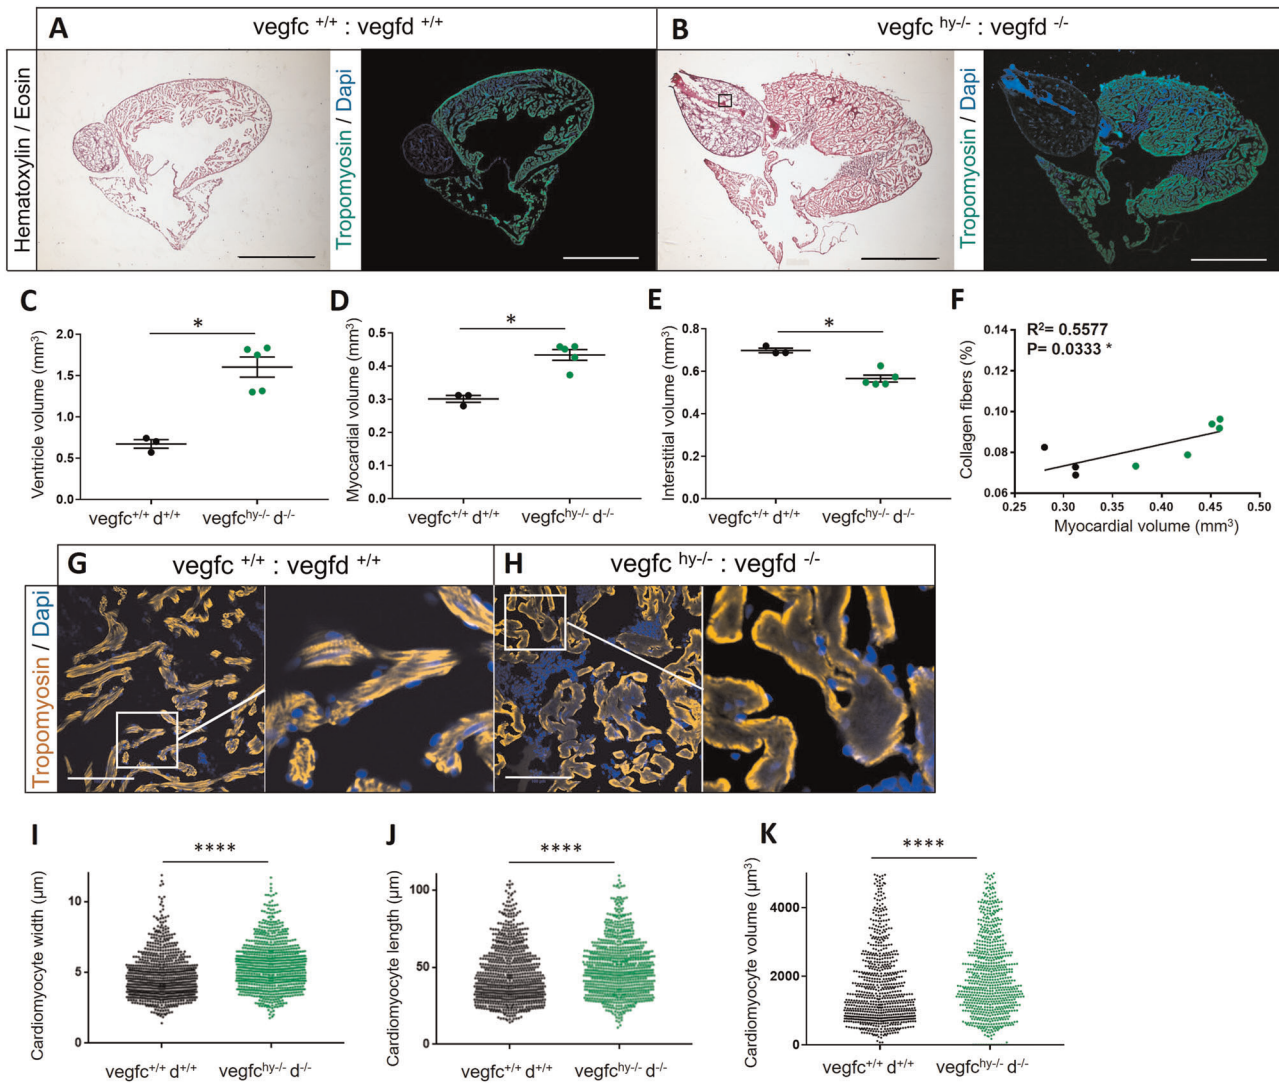 A
vegfc +/+ : vegfd +/+
B
vegfc hy-/- : vegfd -/-
Hematoxylin / Eosin
Tropomyosin / Dapi
Tropomyosin / Dapi
C
Ventricle volume (mm³)
2.0
1.5
1.0
0.5
0.0
*
vegfc+/+ d+/+
vegfchy-/- d-/-
D
Myocardial volume (mm³)
0.5
0.4
0.3
0.2
0.1
0.0
*
vegfc+/+ d+/+
vegfchy-/- d-/-
E
Interstitial volume (mm³)
0.8
0.6
0.4
0.2
0.0
*
vegfc+/+ d+/+
vegfchy-/- d-/-
F
R²= 0.5577
P= 0.0333 *
Collagen fibers (%)
0.14
0.12
0.10
0.08
0.06
0.25
0.30
0.35
0.40
0.45
0.50
Myocardial volume (mm³)
G
vegfc +/+ : vegfd +/+
H
vegfc hy-/- : vegfd -/-
Tropomyosin / Dapi
I
Cardiomyocyte width (μm)
10
5
0
****
vegfc+/+ d+/+
vegfchy-/- d-/-
J
Cardiomyocyte length (μm)
100
50
0
****
vegfc+/+ d+/+
vegfchy-/- d-/-
K
Cardiomyocyte volume (μm³)
4000
2000
0
****
vegfc+/+ d+/+
vegfchy-/- d-/-